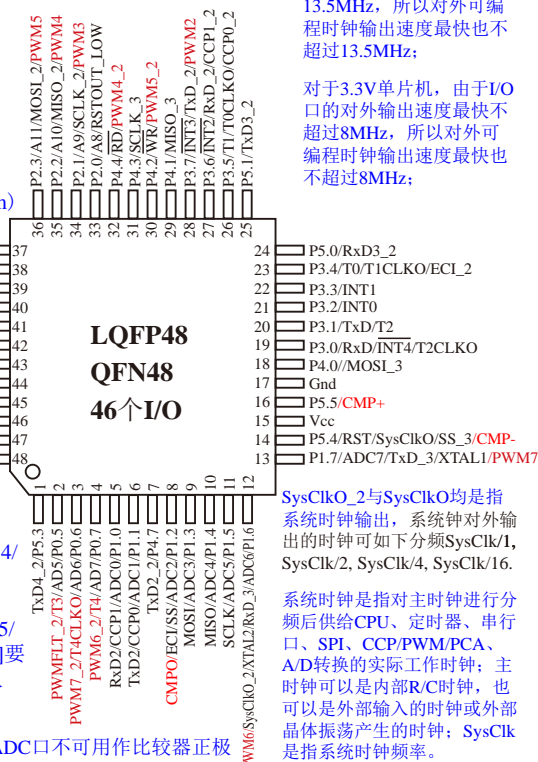 13.5MHz，所以对外可编
程时钟输出速度最快也不
超过13.5MHz；
对于3.3V单片机，由于I/O
口的对外输出速度最快不
超过8MHz，所以对外可
编程时钟输出速度最快也
不超过8MHz；
P2.3/A11/MOSI_2/PWM5
P2.2/A10/MISO_2/PWM4
P2.1/A9/SCLK_2/PWM3
P2.0/A8/RSTOUT_LOW
P4.4/RD/PWM4_2
P4.3/SCLK_3
P4.2/WR/PWM5_2
P4.1/MISO_3
P3.7/INT3/TxD_2/PWM2
P3.6/INT2/RxD_2/CCP1_2
P3.5/T1/T0CLKO/CCP0_2
P5.1/TxD3_2
36 35 34 33 32 31 30 29 28 27 26 25
37
38
39
40
41
42
43
44
45
46
47
48
LQFP48
QFN48
46个I/O
24 P5.0/RxD3_2
23 P3.4/T0/T1CLKO/ECI_2
22 P3.3/INT1
21 P3.2/INT0
20 P3.1/TxD/T2
19 P3.0/RxD/INT4/T2CLKO
18 P4.0//MOSI_3
17 Gnd
16 P5.5/CMP+
15 Vcc
14 P5.4/RST/SysClkO/SS_3/CMP-
13 P1.7/ADC7/TxD_3/XTAL1/PWM7
1 2 3 4 5 6 7 8 9 10 11 12
TxD4_2/P5.3
PWMFLT_2/T3/AD5/P0.5
PWM7_2/T4CLKO/AD6/P0.6
PWM6_2/T4/AD7/P0.7
RxD2/CCP1/ADC0/P1.0
TxD2/CCP0/ADC1/P1.1
TxD2_2/P4.7
CMPO/ECI/SS/ADC2/P1.2
MOSI/ADC3/P1.3
MISO/ADC4/P1.4
SCLK/ADC5/P1.5
WM6/SysClkO_2/XTAL2/RxD_3/ADC6/P1.6
SysClkO_2与SysClkO均是指
系统时钟输出，系统钟对外输
出的时钟可如下分频SysClk/1,
SysClk/2, SysClk/4, SysClk/16.
系统时钟是指对主时钟进行分
频后供给CPU、定时器、串行
口、SPI、CCP/PWM/PCA、
A/D转换的实际工作时钟；主
时钟可以是内部R/C时钟，也
可以是外部输入的时钟或外部
晶体振荡产生的时钟；SysClk
是指系统时钟频率。
）
4/
5/
要
ADC口不可用作比较器正极